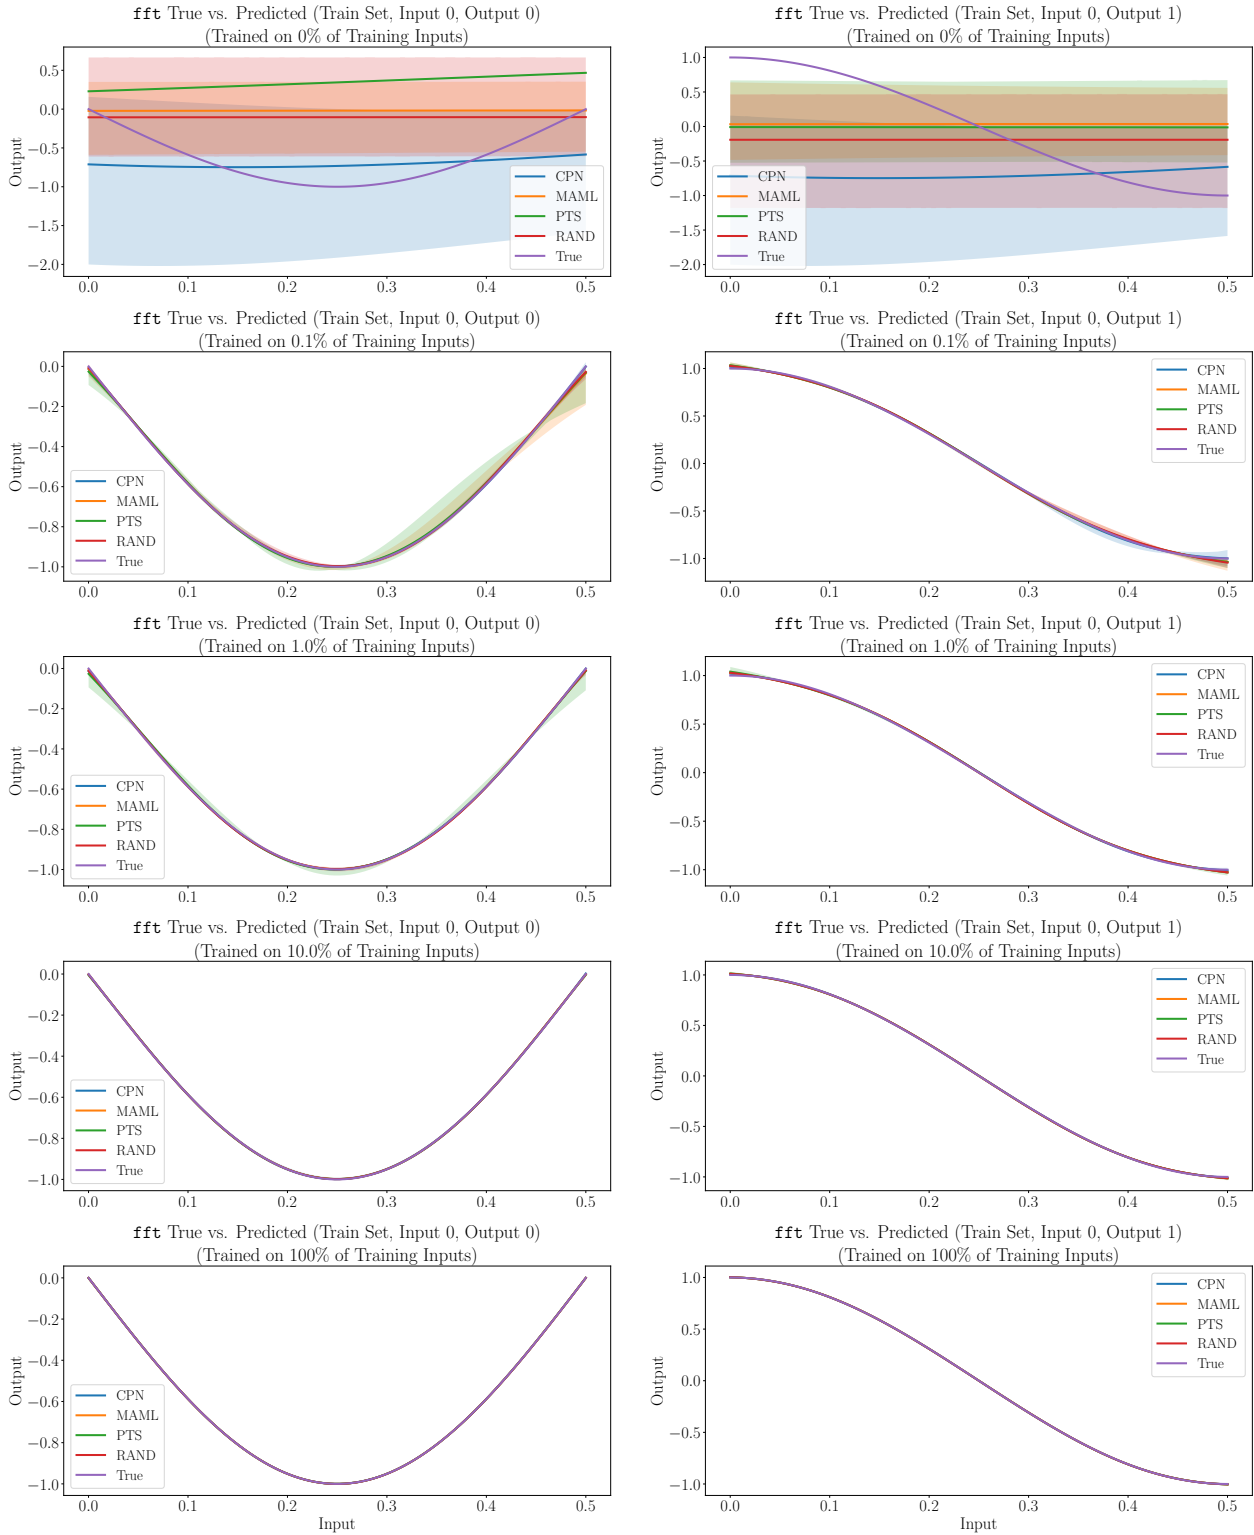 fft True vs. Predicted (Train Set, Input 0, Output 0)
(Trained on 0% of Training Inputs)
Output
0.5
0.0
−0.5
−1.0
−1.5
−2.0
CPN
MAML
PTS
RAND
True
0.0 0.1 0.2 0.3 0.4 0.5
fft True vs. Predicted (Train Set, Input 0, Output 1)
(Trained on 0% of Training Inputs)
Output
1.0
0.5
0.0
−0.5
−1.0
−1.5
−2.0
CPN
MAML
PTS
RAND
True
0.0 0.1 0.2 0.3 0.4 0.5
fft True vs. Predicted (Train Set, Input 0, Output 0)
(Trained on 0.1% of Training Inputs)
Output
0.0
−0.2
−0.4
−0.6
−0.8
−1.0
CPN
MAML
PTS
RAND
True
0.0 0.1 0.2 0.3 0.4 0.5
fft True vs. Predicted (Train Set, Input 0, Output 1)
(Trained on 0.1% of Training Inputs)
Output
1.0
0.5
0.0
−0.5
−1.0
CPN
MAML
PTS
RAND
True
0.0 0.1 0.2 0.3 0.4 0.5
fft True vs. Predicted (Train Set, Input 0, Output 0)
(Trained on 1.0% of Training Inputs)
Output
0.0
−0.2
−0.4
−0.6
−0.8
−1.0
CPN
MAML
PTS
RAND
True
0.0 0.1 0.2 0.3 0.4 0.5
fft True vs. Predicted (Train Set, Input 0, Output 1)
(Trained on 1.0% of Training Inputs)
Output
1.0
0.5
0.0
−0.5
−1.0
CPN
MAML
PTS
RAND
True
0.0 0.1 0.2 0.3 0.4 0.5
fft True vs. Predicted (Train Set, Input 0, Output 0)
(Trained on 10.0% of Training Inputs)
Output
0.0
−0.2
−0.4
−0.6
−0.8
−1.0
CPN
MAML
PTS
RAND
True
0.0 0.1 0.2 0.3 0.4 0.5
fft True vs. Predicted (Train Set, Input 0, Output 1)
(Trained on 10.0% of Training Inputs)
Output
1.0
0.5
0.0
−0.5
−1.0
CPN
MAML
PTS
RAND
True
0.0 0.1 0.2 0.3 0.4 0.5
fft True vs. Predicted (Train Set, Input 0, Output 0)
(Trained on 100% of Training Inputs)
Output
0.0
−0.2
−0.4
−0.6
−0.8
−1.0
CPN
MAML
PTS
RAND
True
0.0 0.1 0.2 0.3 0.4 0.5
Input
fft True vs. Predicted (Train Set, Input 0, Output 1)
(Trained on 100% of Training Inputs)
Output
1.0
0.5
0.0
−0.5
−1.0
CPN
MAML
PTS
RAND
True
0.0 0.1 0.2 0.3 0.4 0.5
Input